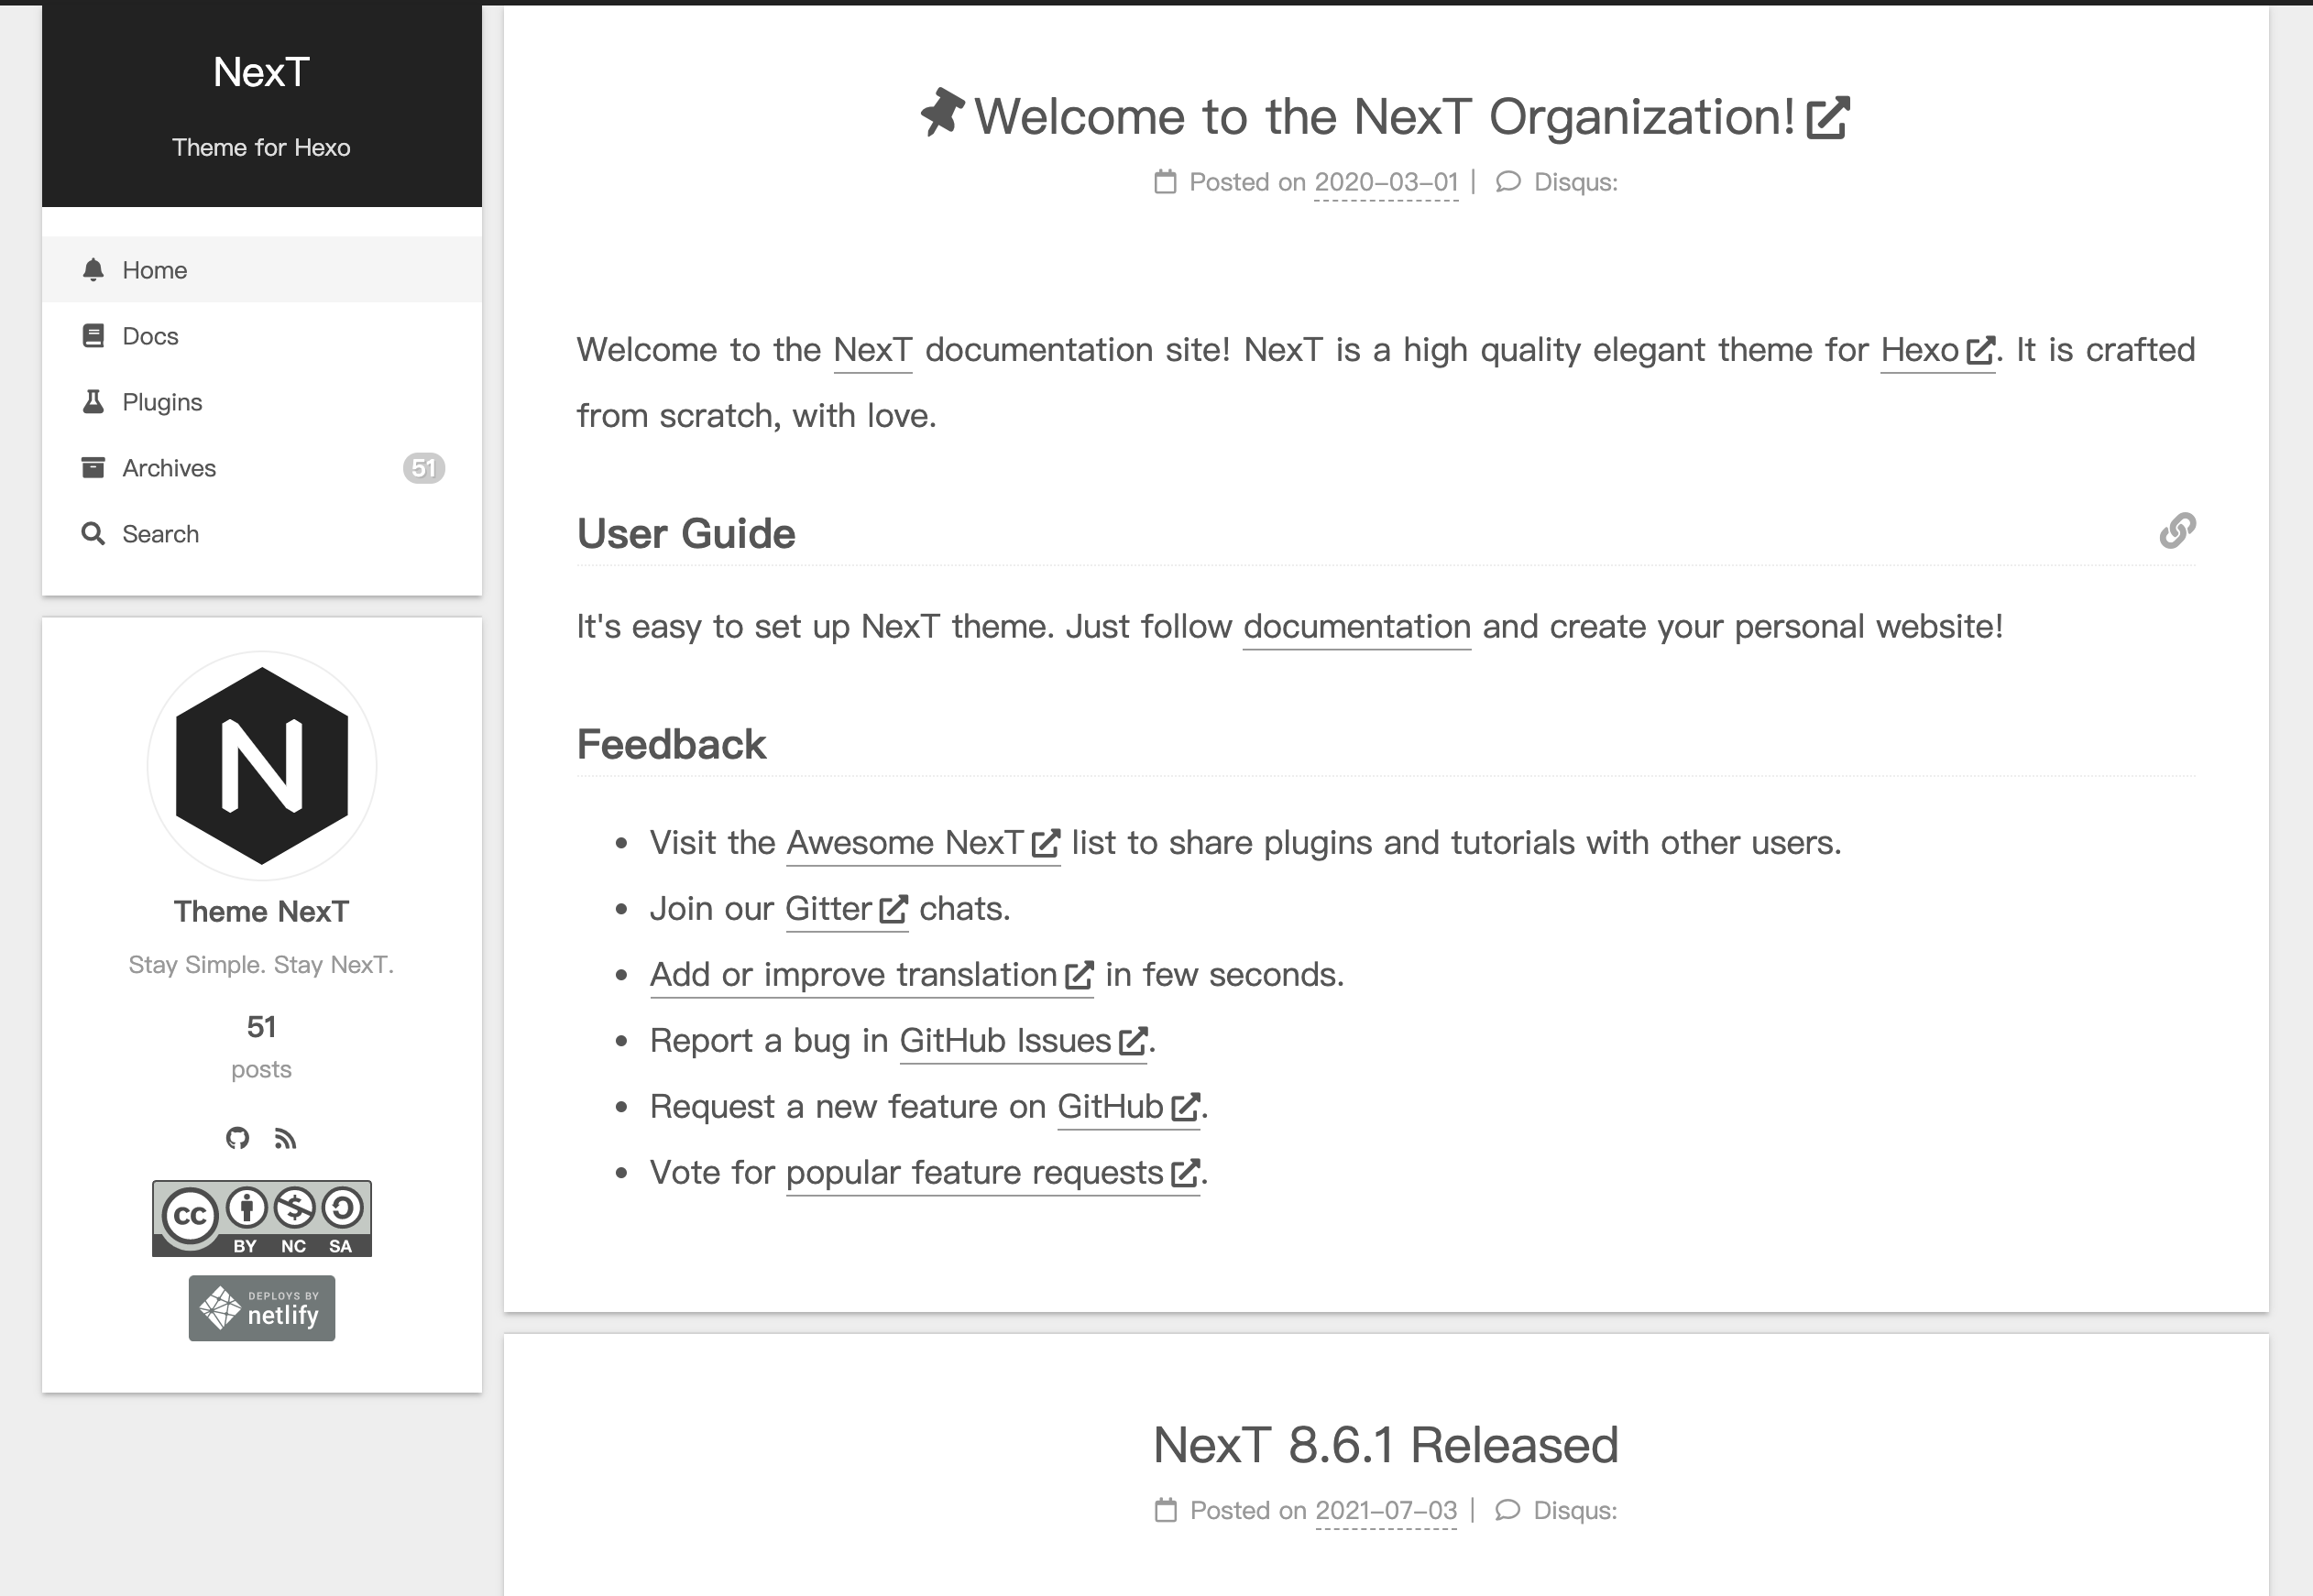 NexT
Theme for Hexo
Home
Docs
Plugins
Archives 51
Search
N
Theme NexT
Stay Simple. Stay NexT.
51
posts
CC BY NC SA
DEPLOYS BY
netlify
Welcome to the NexT Organization!
Posted on 2020-03-01 | Disqus:
Welcome to the NexT documentation site! NexT is a high quality elegant theme for Hexo. It is crafted
from scratch, with love.
User Guide
It's easy to set up NexT theme. Just follow documentation and create your personal website!
Feedback
• Visit the Awesome NexT list to share plugins and tutorials with other users.
• Join our Gitter chats.
• Add or improve translation in few seconds.
• Report a bug in GitHub Issues.
• Request a new feature on GitHub.
• Vote for popular feature requests.
NexT 8.6.1 Released
Posted on 2021-07-03 | Disqus: